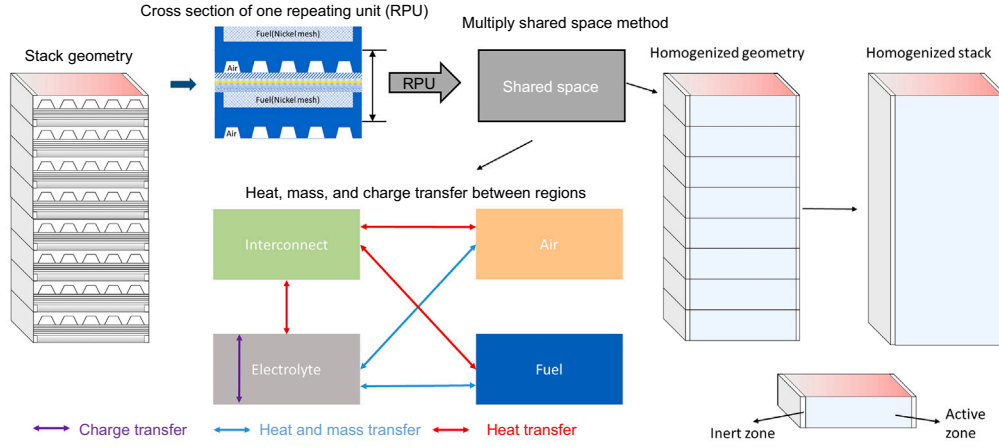 Cross section of one repeating unit (RPU)
Multiply shared space method
Stack geometry
Fuel(Nickel mesh)
Air
Fuel(Nickel mesh)
Air
RPU
Shared space
Homogenized geometry
Homogenized stack
Heat, mass, and charge transfer between regions
Interconnect
Air
Electrolyte
Fuel
Charge transfer
Heat and mass transfer
Heat transfer
Inert zone
Active
zone